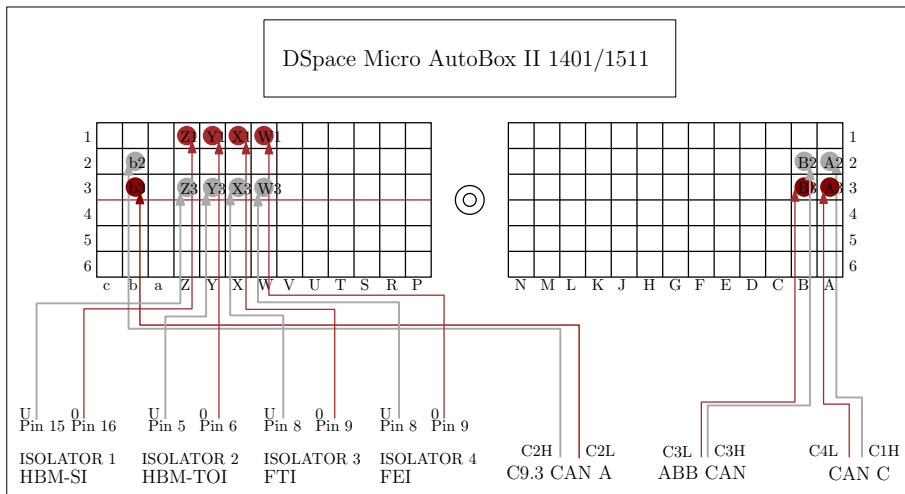 DSpace Micro AutoBox II 1401/1511
1 Z1 Y1 X1 W1 1
2 b2 B2 A2 2
3 b3 Z3 Y3 X3 W3 B3 A3 3
4 4
5 5
6 6
c b a Z Y X W V U T S R P N M L K J H G F E D C B A
U 0 U 0 U 0 U 0
Pin 15 Pin 16 Pin 5 Pin 6 Pin 8 Pin 9 Pin 8 Pin 9
C2H C2L C3L C3H C4L C1H
ISOLATOR 1 ISOLATOR 2 ISOLATOR 3 ISOLATOR 4
HBM-SI HBM-TOI FTI FEI C9.3 CAN A ABB CAN CAN C